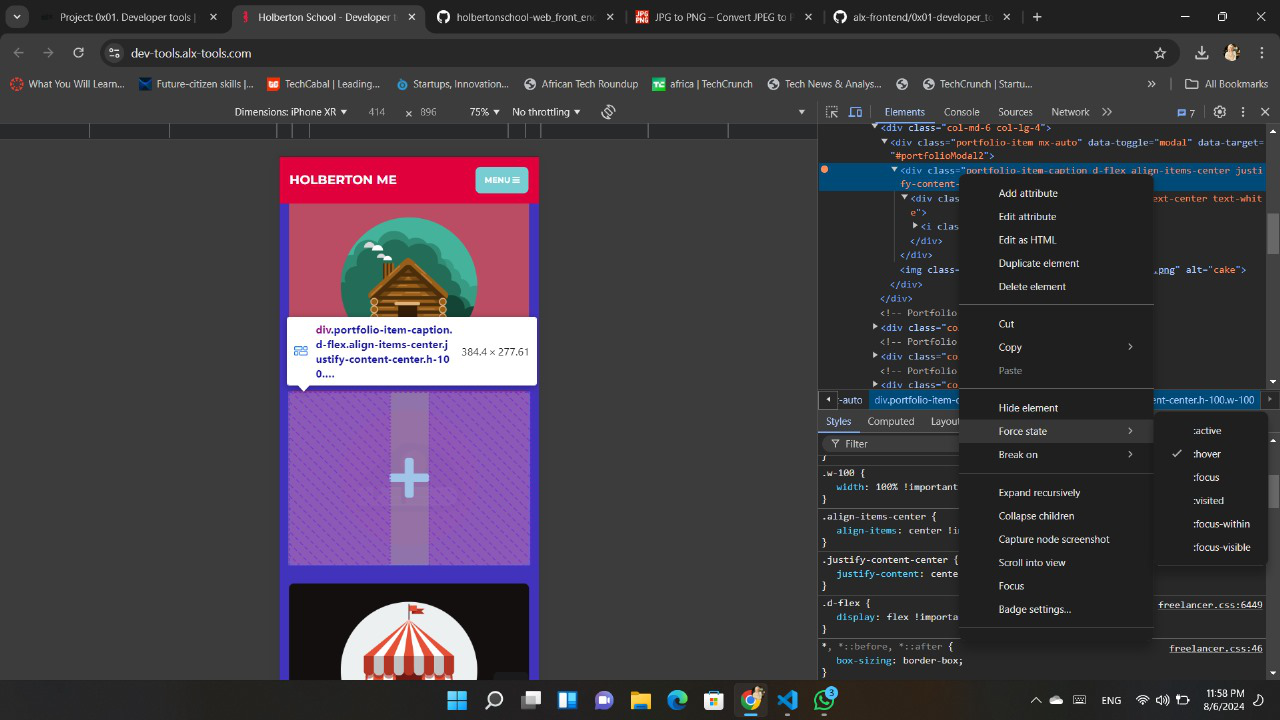 Project: 0x01. Developer tools |
Holberton School - Developer t
holbertonschool-web_front_end
JPG to PNG – Convert JPEG to P
alx-frontend/0x01-developer_to
dev-tools.alx-tools.com
What You Will Learn...
Future-citizen skills |...
TechCabal | Leading...
Startups, Innovation...
African Tech Roundup
africa | TechCrunch
Tech News & Analys...
TechCrunch | Startu...
»
All Bookmarks
Dimensions: iPhone XR
414
×
896
75%
No throttling
Elements
Console
Sources
Network
»
7
<div class="col-md-6 col-lg-4">
<div class="portfolio-item mx-auto" data-toggle="modal" data-target=
"#portfolioModal2">
<div class="portfolio-item-caption d-flex align-items-center justi
fy-content-
<div class
ext-center text-whit
e">
<i clas
</div>
</div>
<img class
.png" alt="cake">
</div>
</div>
<!-- Portfolio
<div class="co
<!-- Portfolio
<div class="co
<!-- Portfolio
<div class="co
-auto
div.portfolio-item-c
ent-center.h-100.w-100
Styles
Computed
Layou
Filter
}
.w-100 {
width: 100% !important
}
.align-items-center {
align-items: center !i
}
.justify-content-center {
justify-content: cente
}
.d-flex {
freelancer.css:6449
display: flex !importa
}
*, *::before, *::after {
freelancer.css:46
box-sizing: border-box;
}
Add attribute
Edit attribute
Edit as HTML
Duplicate element
Delete element
Cut
Copy
Paste
Hide element
Force state
Break on
Expand recursively
Collapse children
Capture node screenshot
Scroll into view
Focus
Badge settings...
:active
:hover
:focus
:visited
:focus-within
:focus-visible
HOLBERTON ME
MENU
div.portfolio-item-caption.
d-flex.align-items-center.j
ustify-content-center.h-10
0....
384.4 × 277.61
3
ENG
11:58 PM
8/6/2024